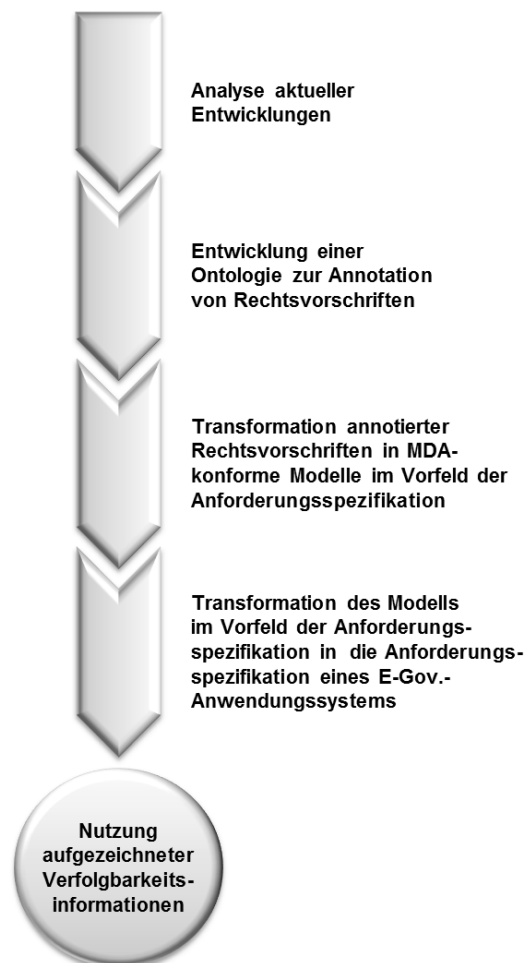 Analyse aktueller
Entwicklungen
Entwicklung einer
Ontologie zur Annotation
von Rechtsvorschriften
Transformation annotierter
Rechtsvorschriften in MDA-
konforme Modelle im Vorfeld der
Anforderungsspezifikation
Transformation des Modells
im Vorfeld der Anforderungs-
spezifikation in die Anforderungs-
spezifikation eines E-Gov.-
Anwendungssystems
Nutzung
aufgezeichneter
Verfolgbarkeits-
informationen